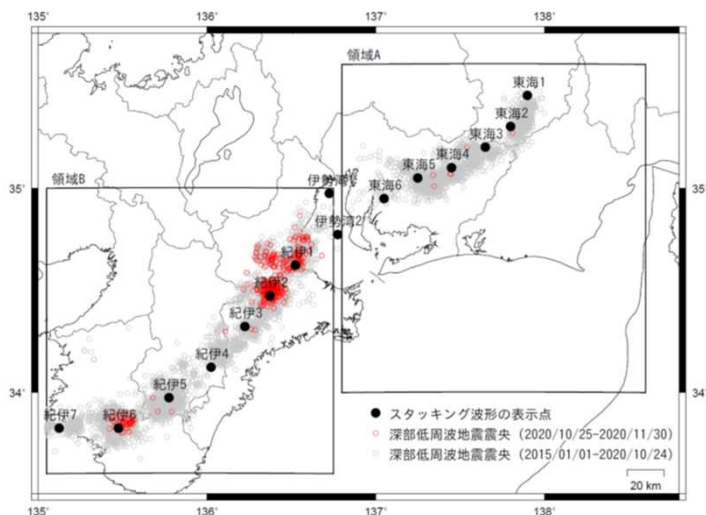 135˚ 136˚ 137˚ 138˚
領域A
東海1
東海2
東海3
東海4
東海5
東海6
35˚ 35˚
領域B
伊勢湾1
伊勢湾2
紀伊1
紀伊2
紀伊3
紀伊4
紀伊5
紀伊6
紀伊7
34˚ 34˚
スタッキング波形の表示点
深部低周波地震震央 (2020/10/25-2020/11/30)
深部低周波地震震央 (2015/01/01-2020/10/24)
20 km
135˚ 136˚ 137˚ 138˚